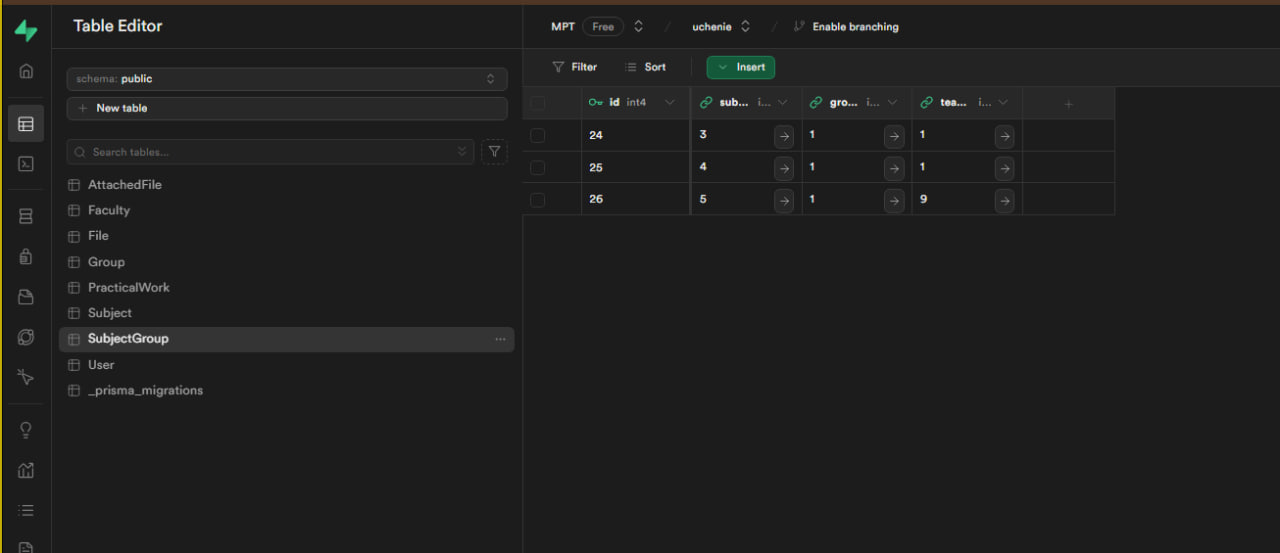 Table Editor
MPT Free / uchenie / Enable branching
schema: public
New table
Search tables...
AttachedFile
Faculty
File
Group
PracticalWork
Subject
SubjectGroup
User
_prisma_migrations
Filter Sort Insert
id int4 sub... i... gro... i... tea... i...
24 3 1 1
25 4 1 1
26 5 1 9